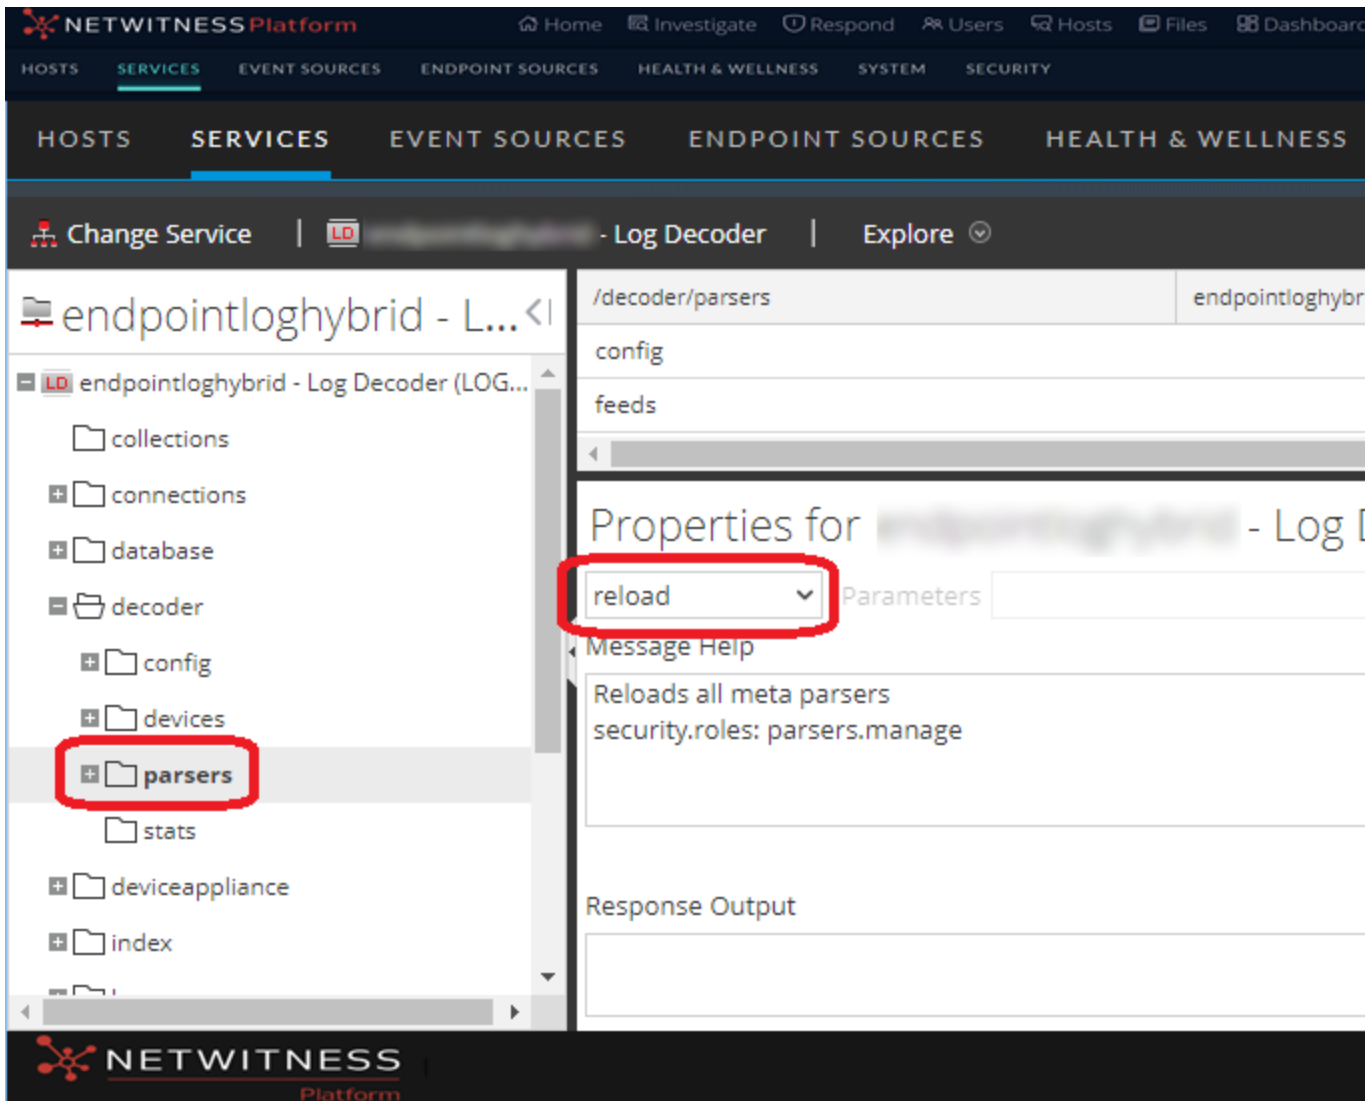 NETWITNESS Platform Home Investigate Respond Users Hosts Files Dashboard
HOSTS SERVICES EVENT SOURCES ENDPOINT SOURCES HEALTH & WELLNESS SYSTEM SECURITY
HOSTS SERVICES EVENT SOURCES ENDPOINT SOURCES HEALTH & WELLNESS
Change Service | LD - Log Decoder | Explore
endpointloghybrid - L...
/decoder/parsers endpointloghybr
config
feeds
LD endpointloghybrid - Log Decoder (LOG...
collections
connections
database
decoder
config
devices
parsers
stats
deviceappliance
index
Properties for - Log D
reload Parameters
Message Help
Reloads all meta parsers
security.roles: parsers.manage
Response Output
NETWITNESS
Platform